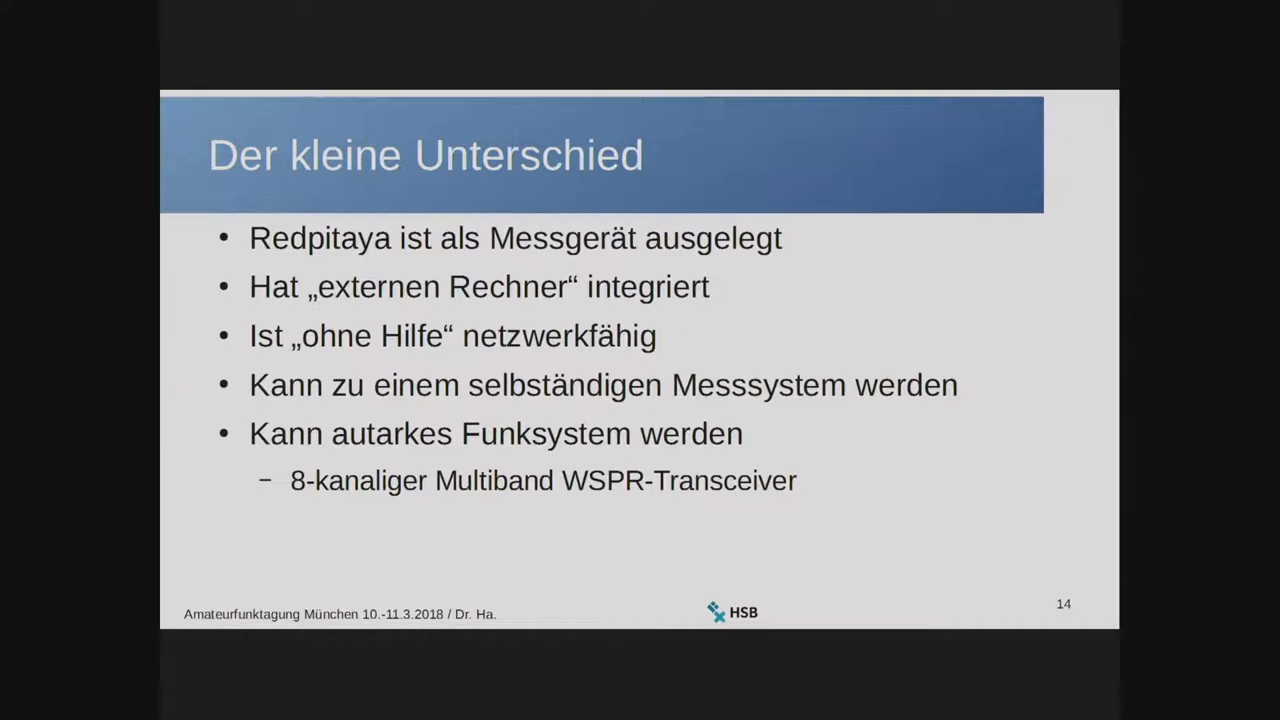 Der kleine Unterschied
• Redpitaya ist als Messgerät ausgelegt
• Hat „externen Rechner“ integriert
• Ist „ohne Hilfe“ netzwerkfähig
• Kann zu einem selbständigen Messsystem werden
• Kann autarkes Funksystem werden
– 8-kanaliger Multiband WSPR-Transceiver
Amateurfunktagung München 10.-11.3.2018 / Dr. Ha.
HSB
14